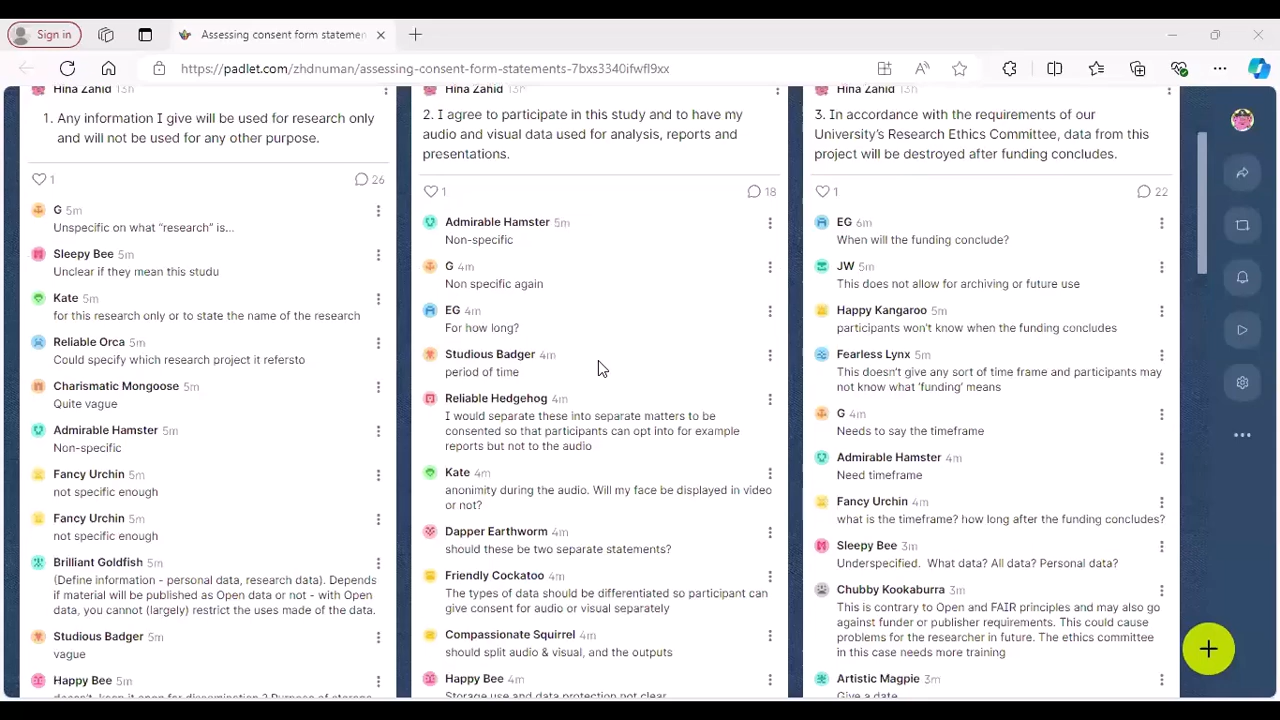 Sign in
Assessing consent form statemen
https://padlet.com/zhdnuman/assessing-consent-form-statements-7bxs3340ifwfl9xx
Hina Zahid 13h
1. Any information I give will be used for research only
and will not be used for any other purpose.
1
26
G 5m
Unspecific on what “research” is...
Sleepy Bee 5m
Unclear if they mean this studu
Kate 5m
for this research only or to state the name of the research
Reliable Orca 5m
Could specify which research project it refersto
Charismatic Mongoose 5m
Quite vague
Admirable Hamster 5m
Non-specific
Fancy Urchin 5m
not specific enough
Fancy Urchin 5m
not specific enough
Brilliant Goldfish 5m
(Define information - personal data, research data). Depends
if material will be published as Open data or not - with Open
data, you cannot (largely) restrict the uses made of the data.
Studious Badger 5m
vague
Happy Bee 5m
doesn't keep it open for dissemination? Purpose of storage
Hina Zahid 13h
2. I agree to participate in this study and to have my
audio and visual data used for analysis, reports and
presentations.
1
18
Admirable Hamster 5m
Non-specific
G 4m
Non specific again
EG 4m
For how long?
Studious Badger 4m
period of time
Reliable Hedgehog 4m
I would separate these into separate matters to be
consented so that participants can opt into for example
reports but not to the audio
Kate 4m
anonimity during the audio. Will my face be displayed in video
or not?
Dapper Earthworm 4m
should these be two separate statements?
Friendly Cockatoo 4m
The types of data should be differentiated so participant can
give consent for audio or visual separately
Compassionate Squirrel 4m
should split audio & visual, and the outputs
Happy Bee 4m
Storage use and data protection not clear
Hina Zahid 13h
3. In accordance with the requirements of our
University’s Research Ethics Committee, data from this
project will be destroyed after funding concludes.
1
22
EG 6m
When will the funding conclude?
JW 5m
This does not allow for archiving or future use
Happy Kangaroo 5m
participants won't know when the funding concludes
Fearless Lynx 5m
This doesn’t give any sort of time frame and participants may
not know what ‘funding’ means
G 4m
Needs to say the timeframe
Admirable Hamster 4m
Need timeframe
Fancy Urchin 4m
what is the timeframe? how long after the funding concludes?
Sleepy Bee 3m
Underspecified. What data? All data? Personal data?
Chubby Kookaburra 3m
This is contrary to Open and FAIR principles and may also go
against funder or publisher requirements. This could cause
problems for the researcher in future. The ethics committee
in this case needs more training
Artistic Magpie 3m
Give a date